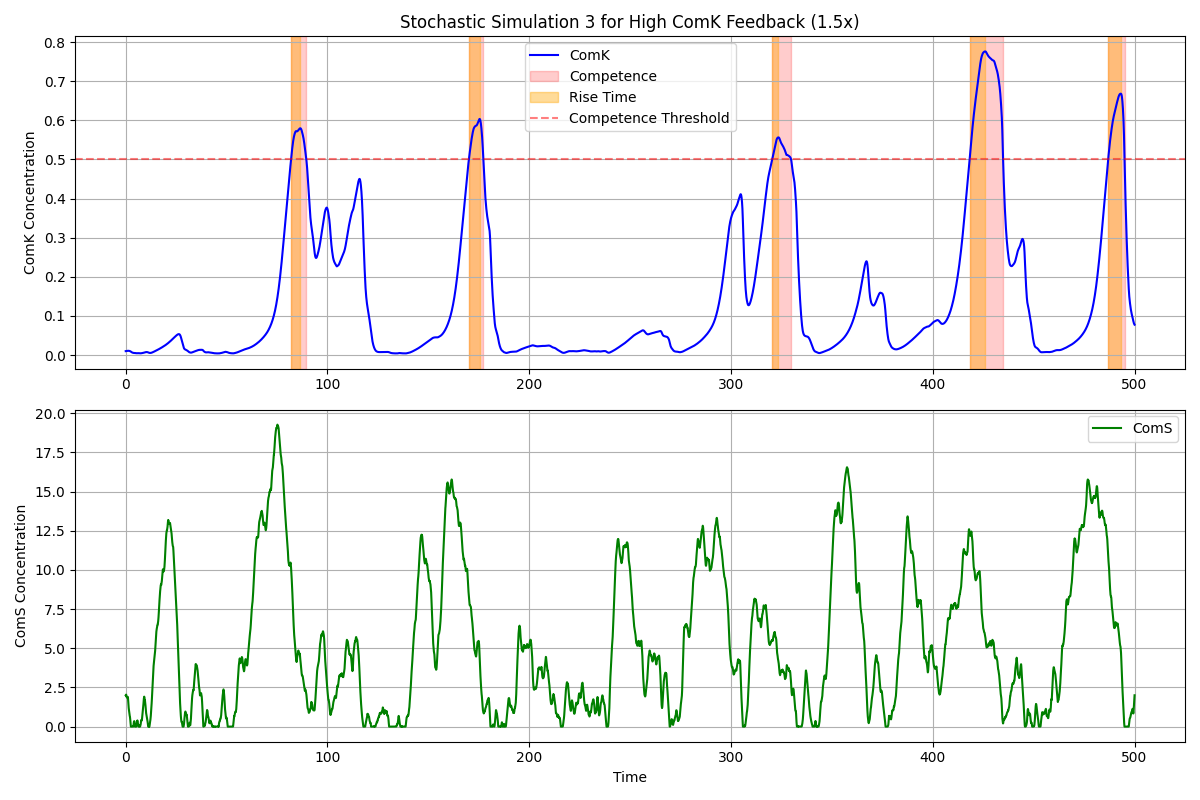 Stochastic Simulation 3 for High ComK Feedback (1.5x)
ComK Concentration
0.8
0.7
0.6
0.5
0.4
0.3
0.2
0.1
0.0
ComK
Competence
Rise Time
Competence Threshold
0 100 200 300 400 500
ComS Concentration
20.0
17.5
15.0
12.5
10.0
7.5
5.0
2.5
0.0
ComS
0 100 200 300 400 500
Time